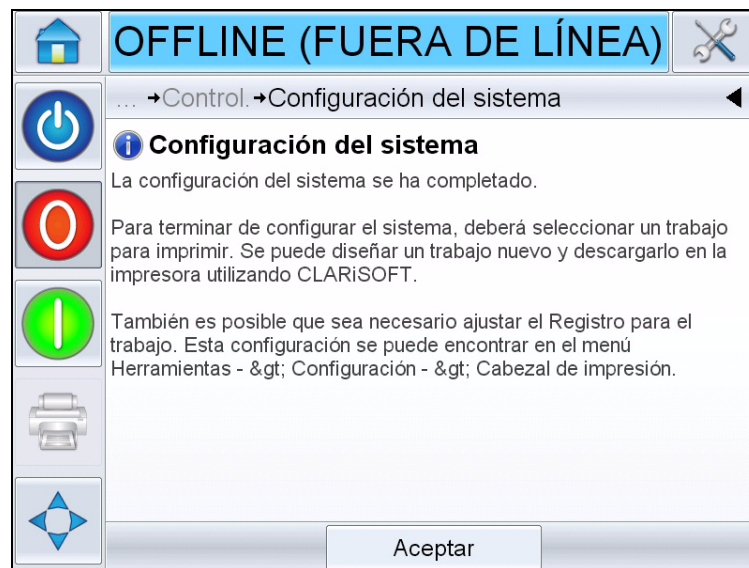 OFFLINE (FUERA DE LÍNEA)
... →Control.→Configuración del sistema
Configuración del sistema
La configuración del sistema se ha completado.
Para terminar de configurar el sistema, deberá seleccionar un trabajo
para imprimir. Se puede diseñar un trabajo nuevo y descargarlo en la
impresora utilizando CLARiSOFT.
También es posible que sea necesario ajustar el Registro para el
trabajo. Esta configuración se puede encontrar en el menú
Herramientas - &gt; Configuración - &gt; Cabezal de impresión.
Aceptar